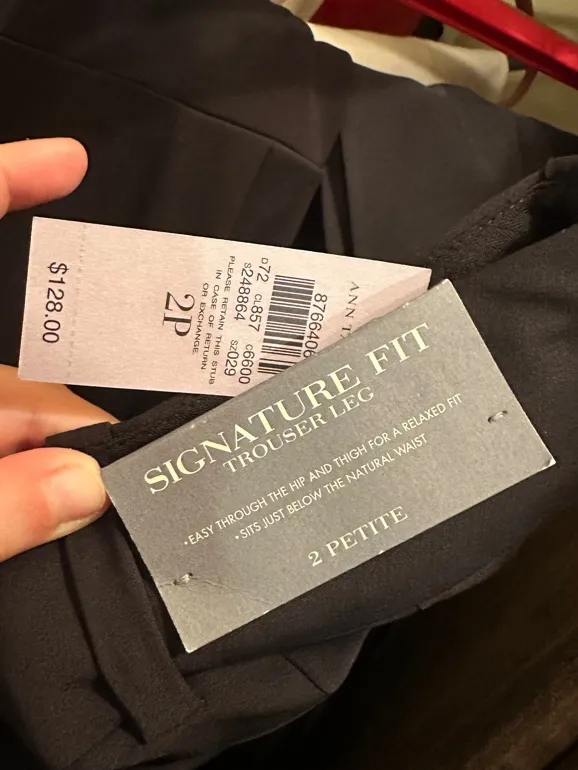 $128.00
2P
PLEASE RETAIN THIS STUB
IN CASE OF RETURN
OR EXCHANGE
D72 CL857 C6600
S248864 SZ029
ANN
SIGNATURE FIT
TROUSER LEG
•EASY THROUGH THE HIP AND THIGH FOR A RELAXED FIT
•SITS JUST BELOW THE NATURAL WAIST
2 PETITE